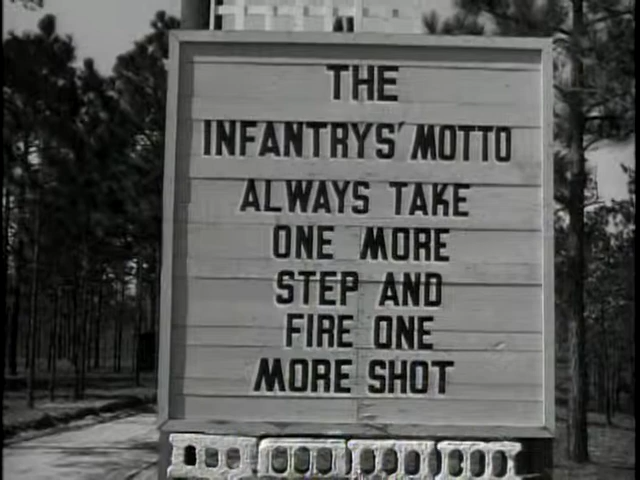 THE
INFANTRYS' MOTTO
ALWAYS TAKE
ONE MORE
STEP AND
FIRE ONE
MORE SHOT